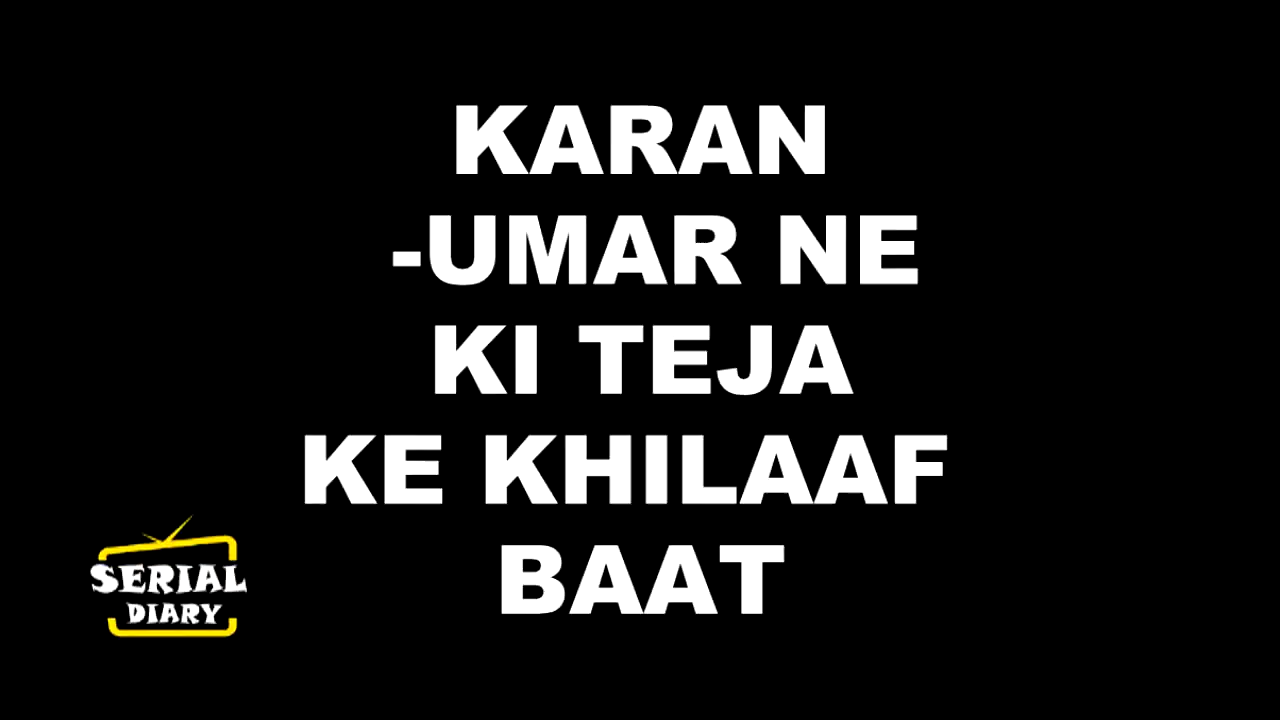 KARAN
-UMAR NE
KI TEJA
KE KHILAAF
BAAT
SERIAL
DIARY